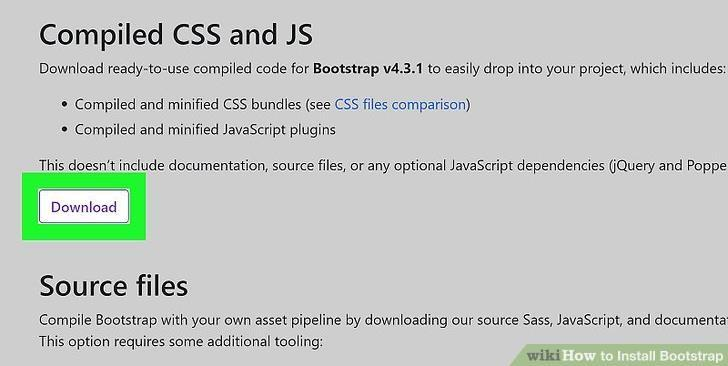 Compiled CSS and JS
Download ready-to-use compiled code for Bootstrap v4.3.1 to easily drop into your project, which includes:
• Compiled and minified CSS bundles (see CSS files comparison)
• Compiled and minified JavaScript plugins
This doesn't include documentation, source files, or any optional JavaScript dependencies (jQuery and Poppe
Download
Source files
Compile Bootstrap with your own asset pipeline by downloading our source Sass, JavaScript, and documentat
This option requires some additional tooling:
wikiHow to Install Bootstrap